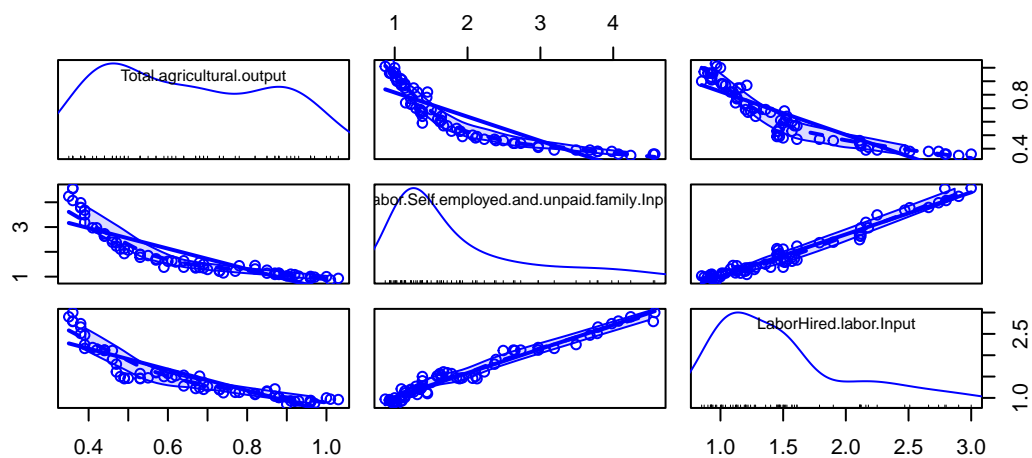 1 2 3 4
Total.agricultural.output
0.4 0.8
1 3
abor.Self.employed.and.unpaid.family.Inp
LaborHired.labor.Input
1.0 2.5
0.4 0.6 0.8 1.0
1.0 1.5 2.0 2.5 3.0